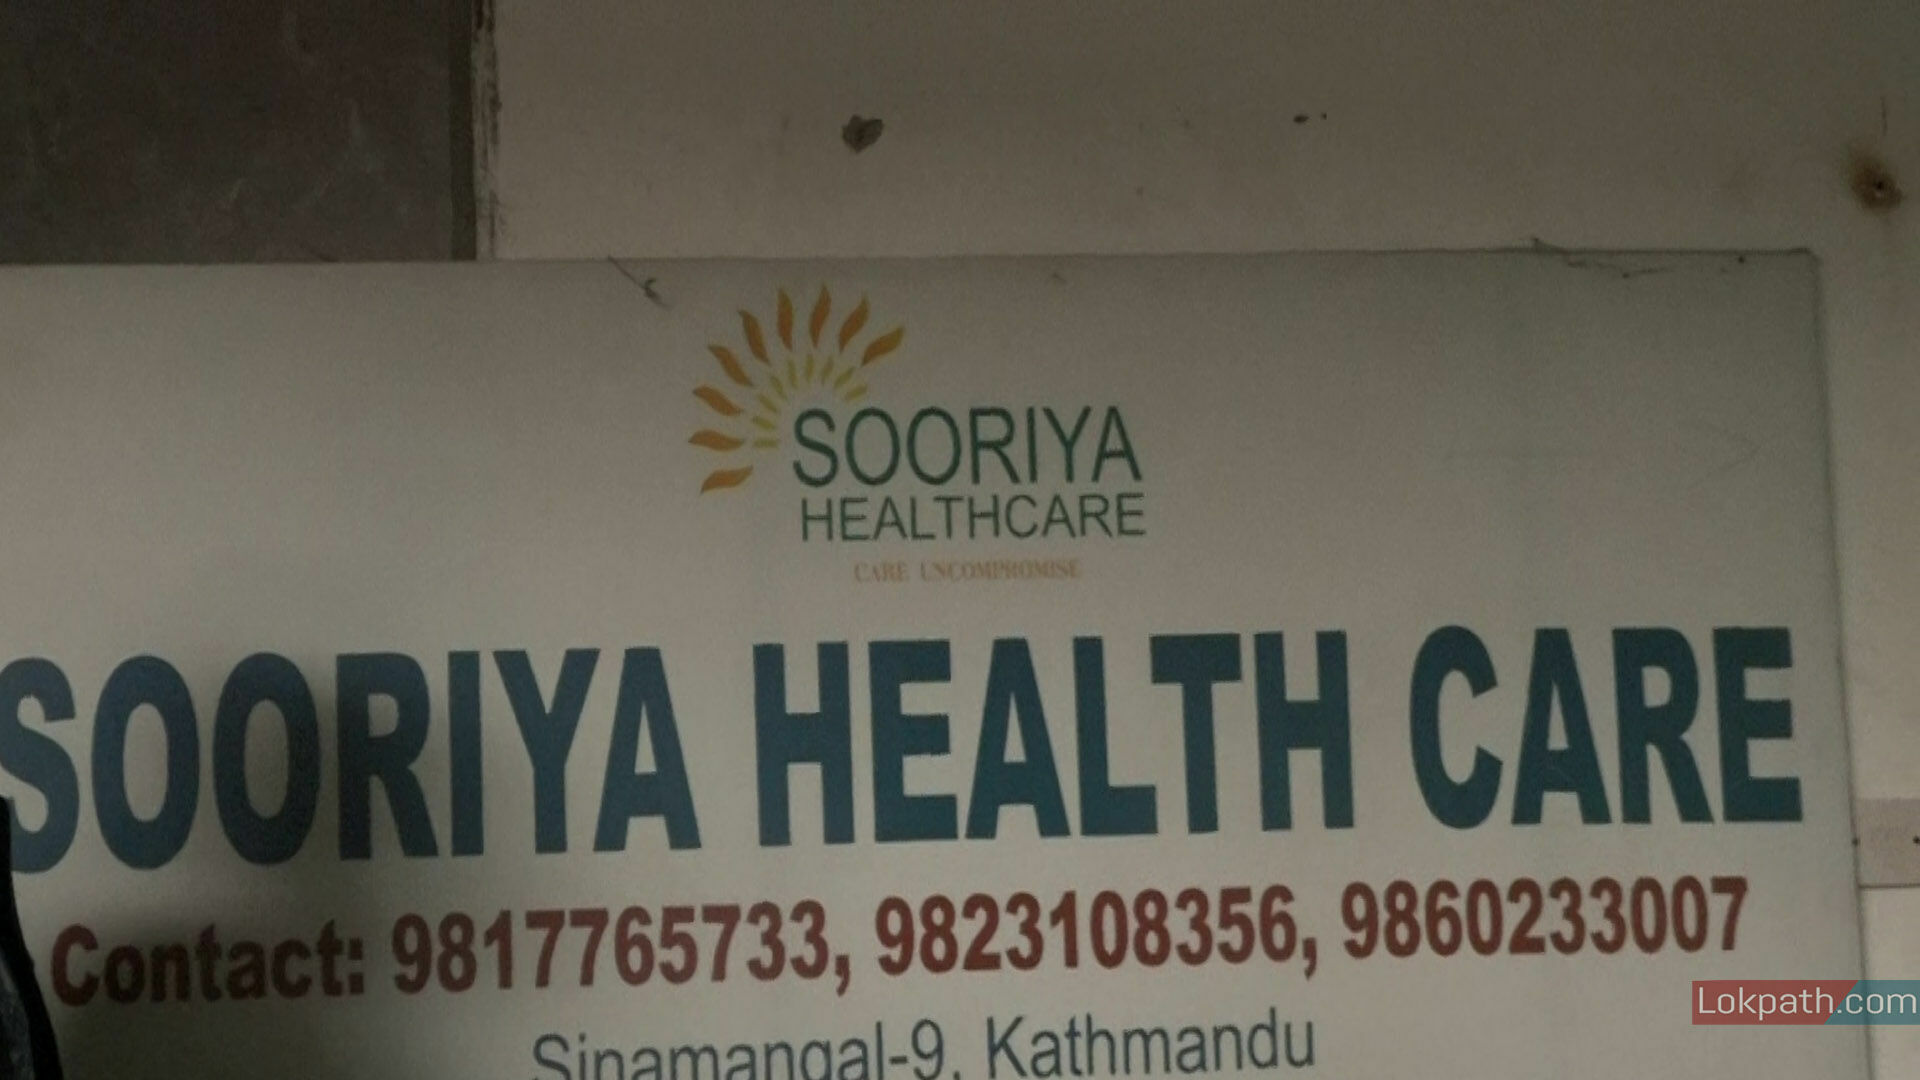 SOORIYA
HEALTHCARE
CARE UNCOMPROMISE
SOORIYA HEALTH CARE
Contact: 9817765733, 9823108356, 9860233007
Sinamangal-9, Kathmandu
Lokpath.com